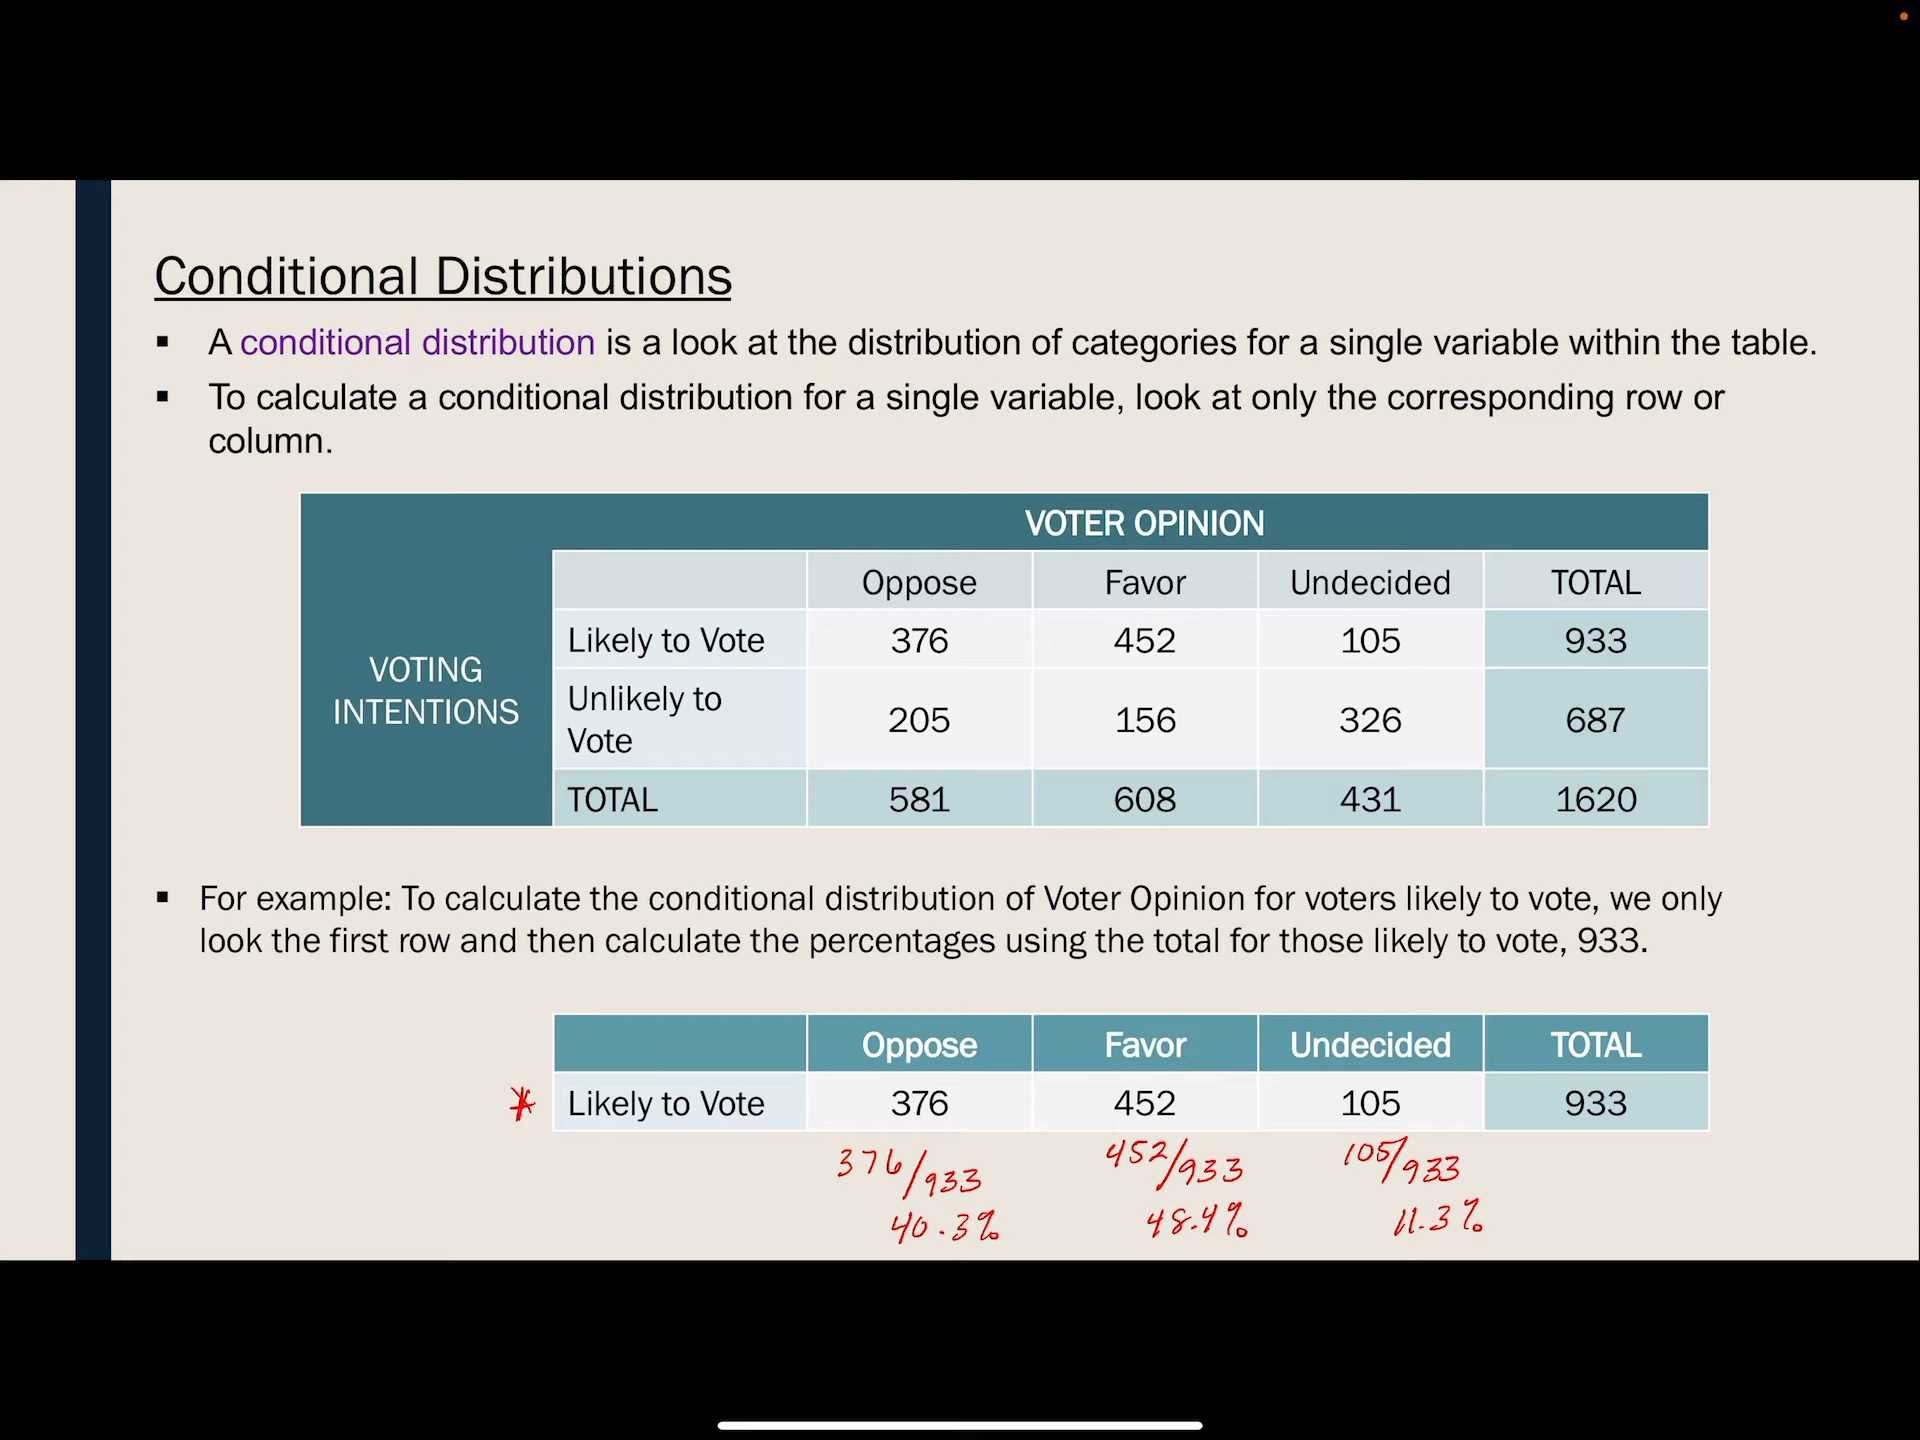 Conditional Distributions
▪ A conditional distribution is a look at the distribution of categories for a single variable within the table.
▪ To calculate a conditional distribution for a single variable, look at only the corresponding row or
column.
VOTER OPINION
Oppose Favor Undecided TOTAL
VOTING
INTENTIONS
Likely to Vote 376 452 105 933
Unlikely to
Vote 205 156 326 687
TOTAL 581 608 431 1620
▪ For example: To calculate the conditional distribution of Voter Opinion for voters likely to vote, we only
look the first row and then calculate the percentages using the total for those likely to vote, 933.
Oppose Favor Undecided TOTAL
* Likely to Vote 376 452 105 933
376/933 452/933 105/933
40.3% 48.4% 11.3%